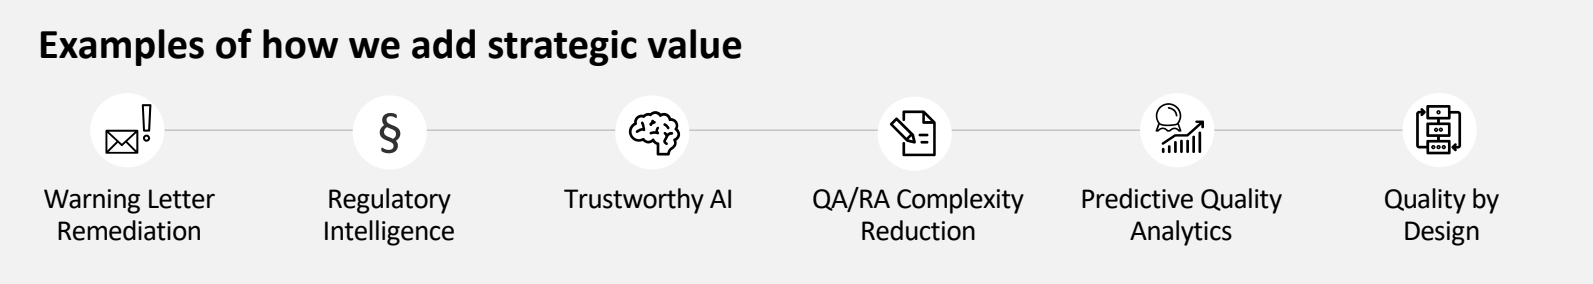 Examples of how we add strategic value
§
Warning Letter
Remediation
Regulatory
Intelligence
Trustworthy AI
QA/RA Complexity
Reduction
Predictive Quality
Analytics
Quality by
Design